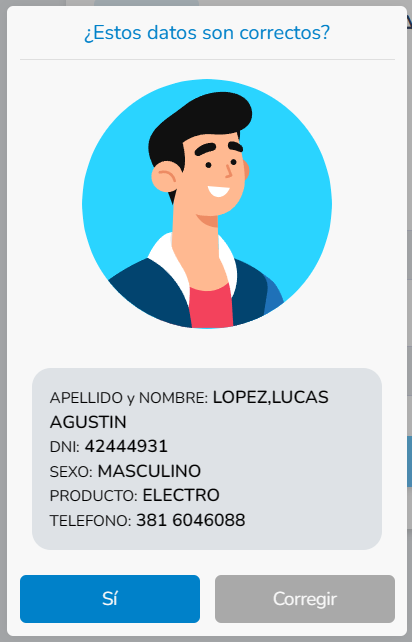 ¿Estos datos son correctos?
APELLIDO y NOMBRE: LOPEZ,LUCAS
AGUSTIN
DNI: 42444931
SEXO: MASCULINO
PRODUCTO: ELECTRO
TELEFONO: 381 6046088
Sí
Corregir